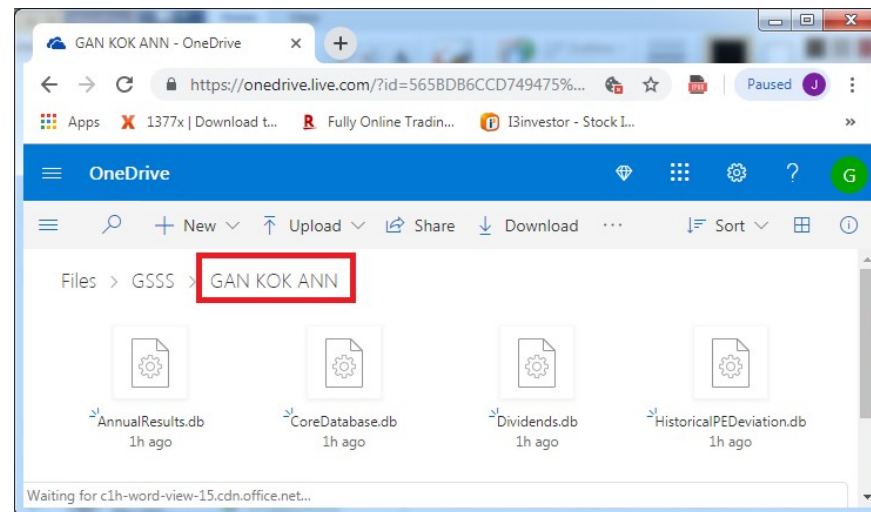 GAN KOK ANN - OneDrive
https://onedrive.live.com/?id=565BDB6CCD749475%...
Paused J
Apps 1377x | Download t... Fully Online Tradin... I3investor - Stock I... »
OneDrive ? G
New Upload Share Download ... Sort
Files > GSSS > GAN KOK ANN
AnnualResults.db CoreDatabase.db Dividends.db HistoricalPEDeviation.db
1h ago 1h ago 1h ago 1h ago
Waiting for c1h-word-view-15.cdn.office.net...